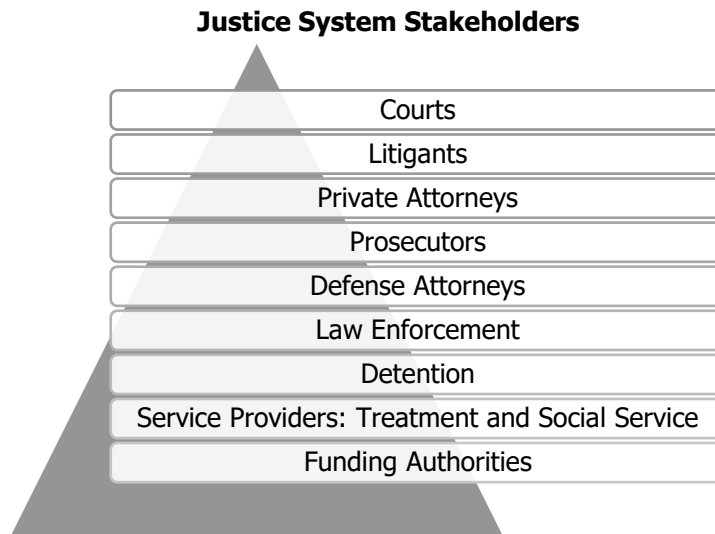 Justice System Stakeholders
Courts
Litigants
Private Attorneys
Prosecutors
Defense Attorneys
Law Enforcement
Detention
Service Providers: Treatment and Social Service
Funding Authorities